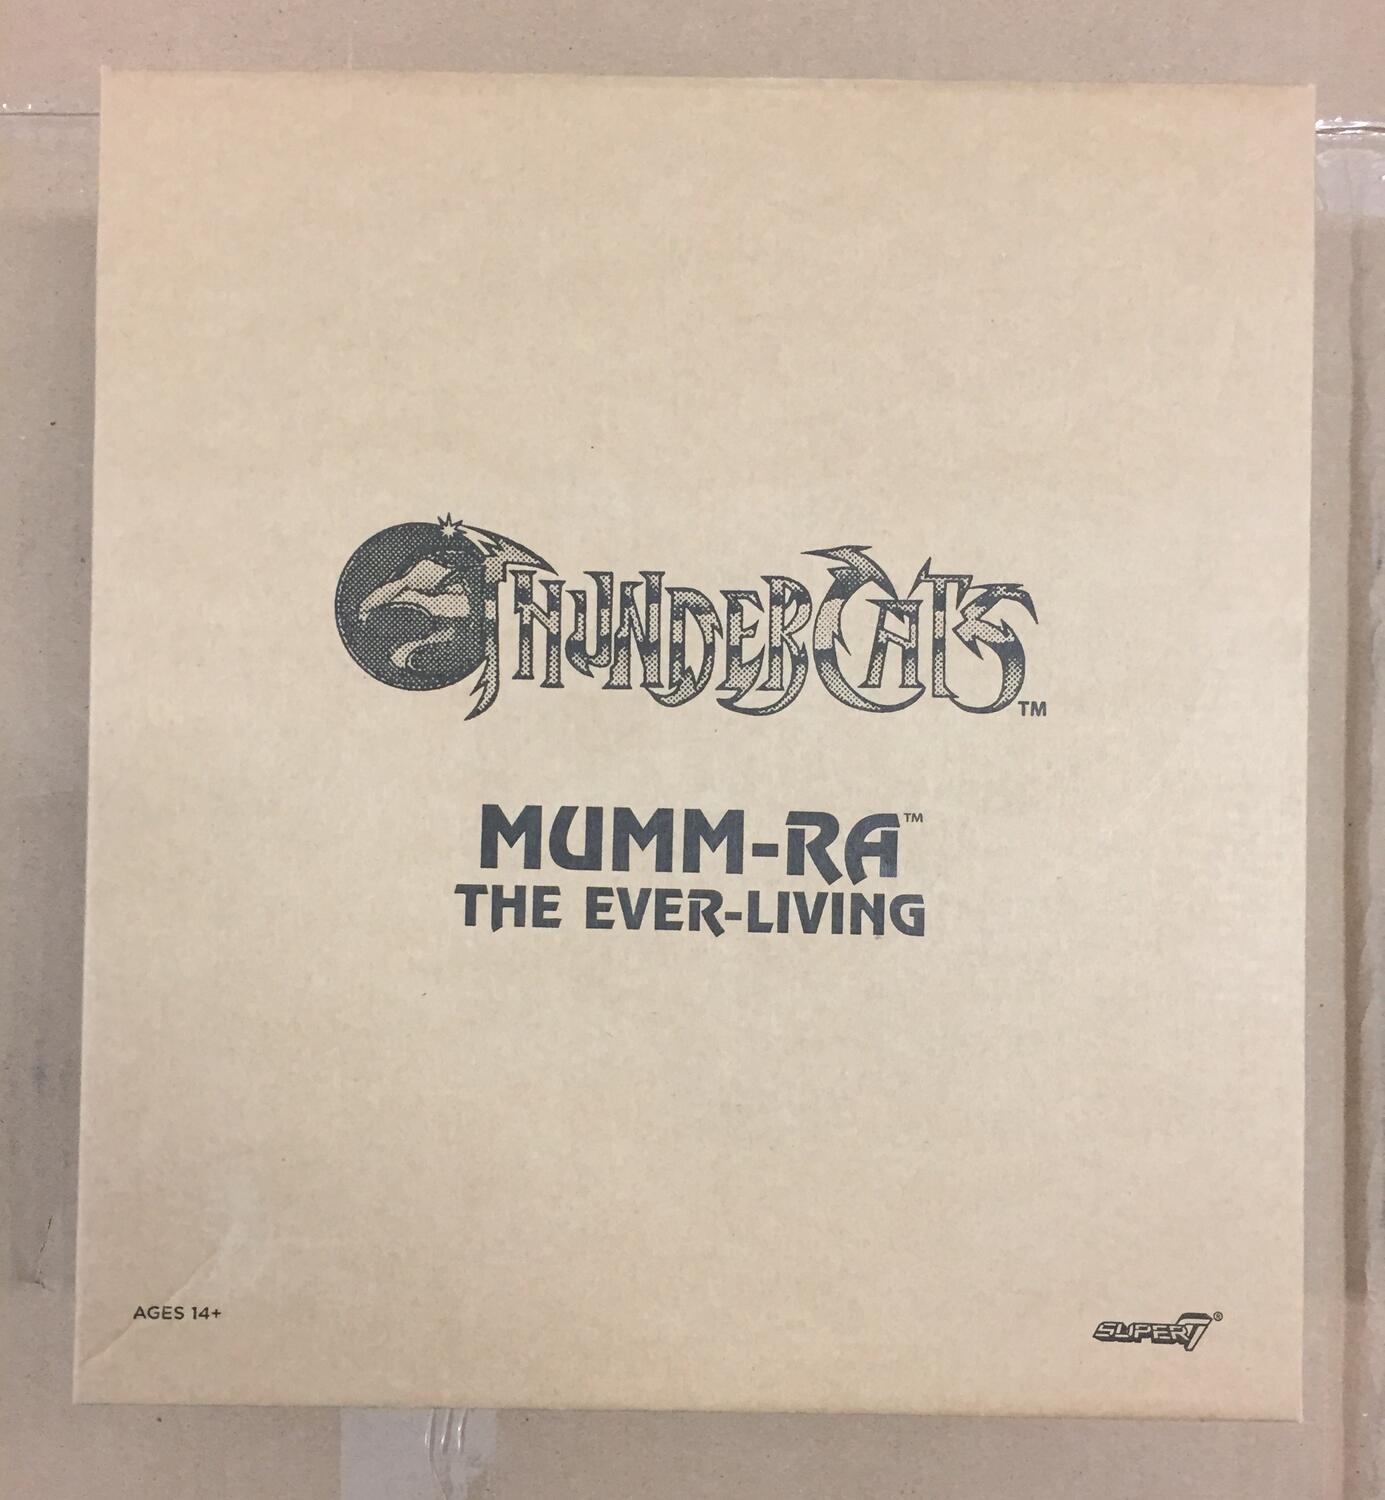 THUNDERCATS™
MUMM-RA™
THE EVER-LIVING
AGES 14+
SUPER7®